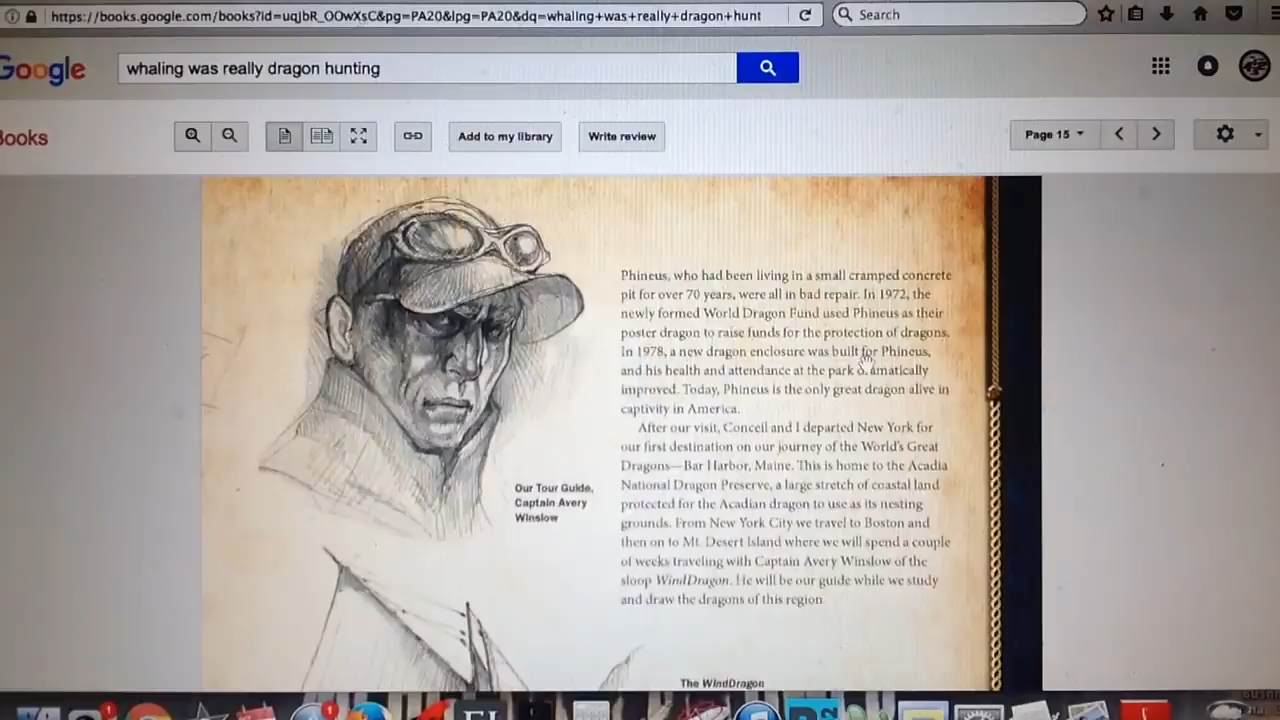 https://books.google.com/books?id=uqJbR_OOwXsC&pg=PA20&lpg=PA20&dq=whaling+was+really+dragon+hunt
Search
Google
whaling was really dragon hunting
Books
Add to my library
Write review
Page 15
Phineus, who had been living in a small cramped concrete
pit for over 70 years, were all in bad repair. In 1972, the
newly formed World Dragon Fund used Phineus as their
poster dragon to raise funds for the protection of dragons.
In 1978, a new dragon enclosure was built for Phineus,
and his health and attendance at the park dramatically
improved. Today, Phineus is the only great dragon alive in
captivity in America.
After our visit, Conceil and I departed New York for
our first destination on our journey of the World's Great
Dragons—Bar Harbor, Maine. This is home to the Acadia
National Dragon Preserve, a large stretch of coastal land
protected for the Acadian dragon to use as its nesting
grounds. From New York City we travel to Boston and
then on to Mt. Desert Island where we will spend a couple
of weeks traveling with Captain Avery Winslow of the
sloop WindDragon. He will be our guide while we study
and draw the dragons of this region
Our Tour Guide,
Captain Avery
Winslow
The WindDragon